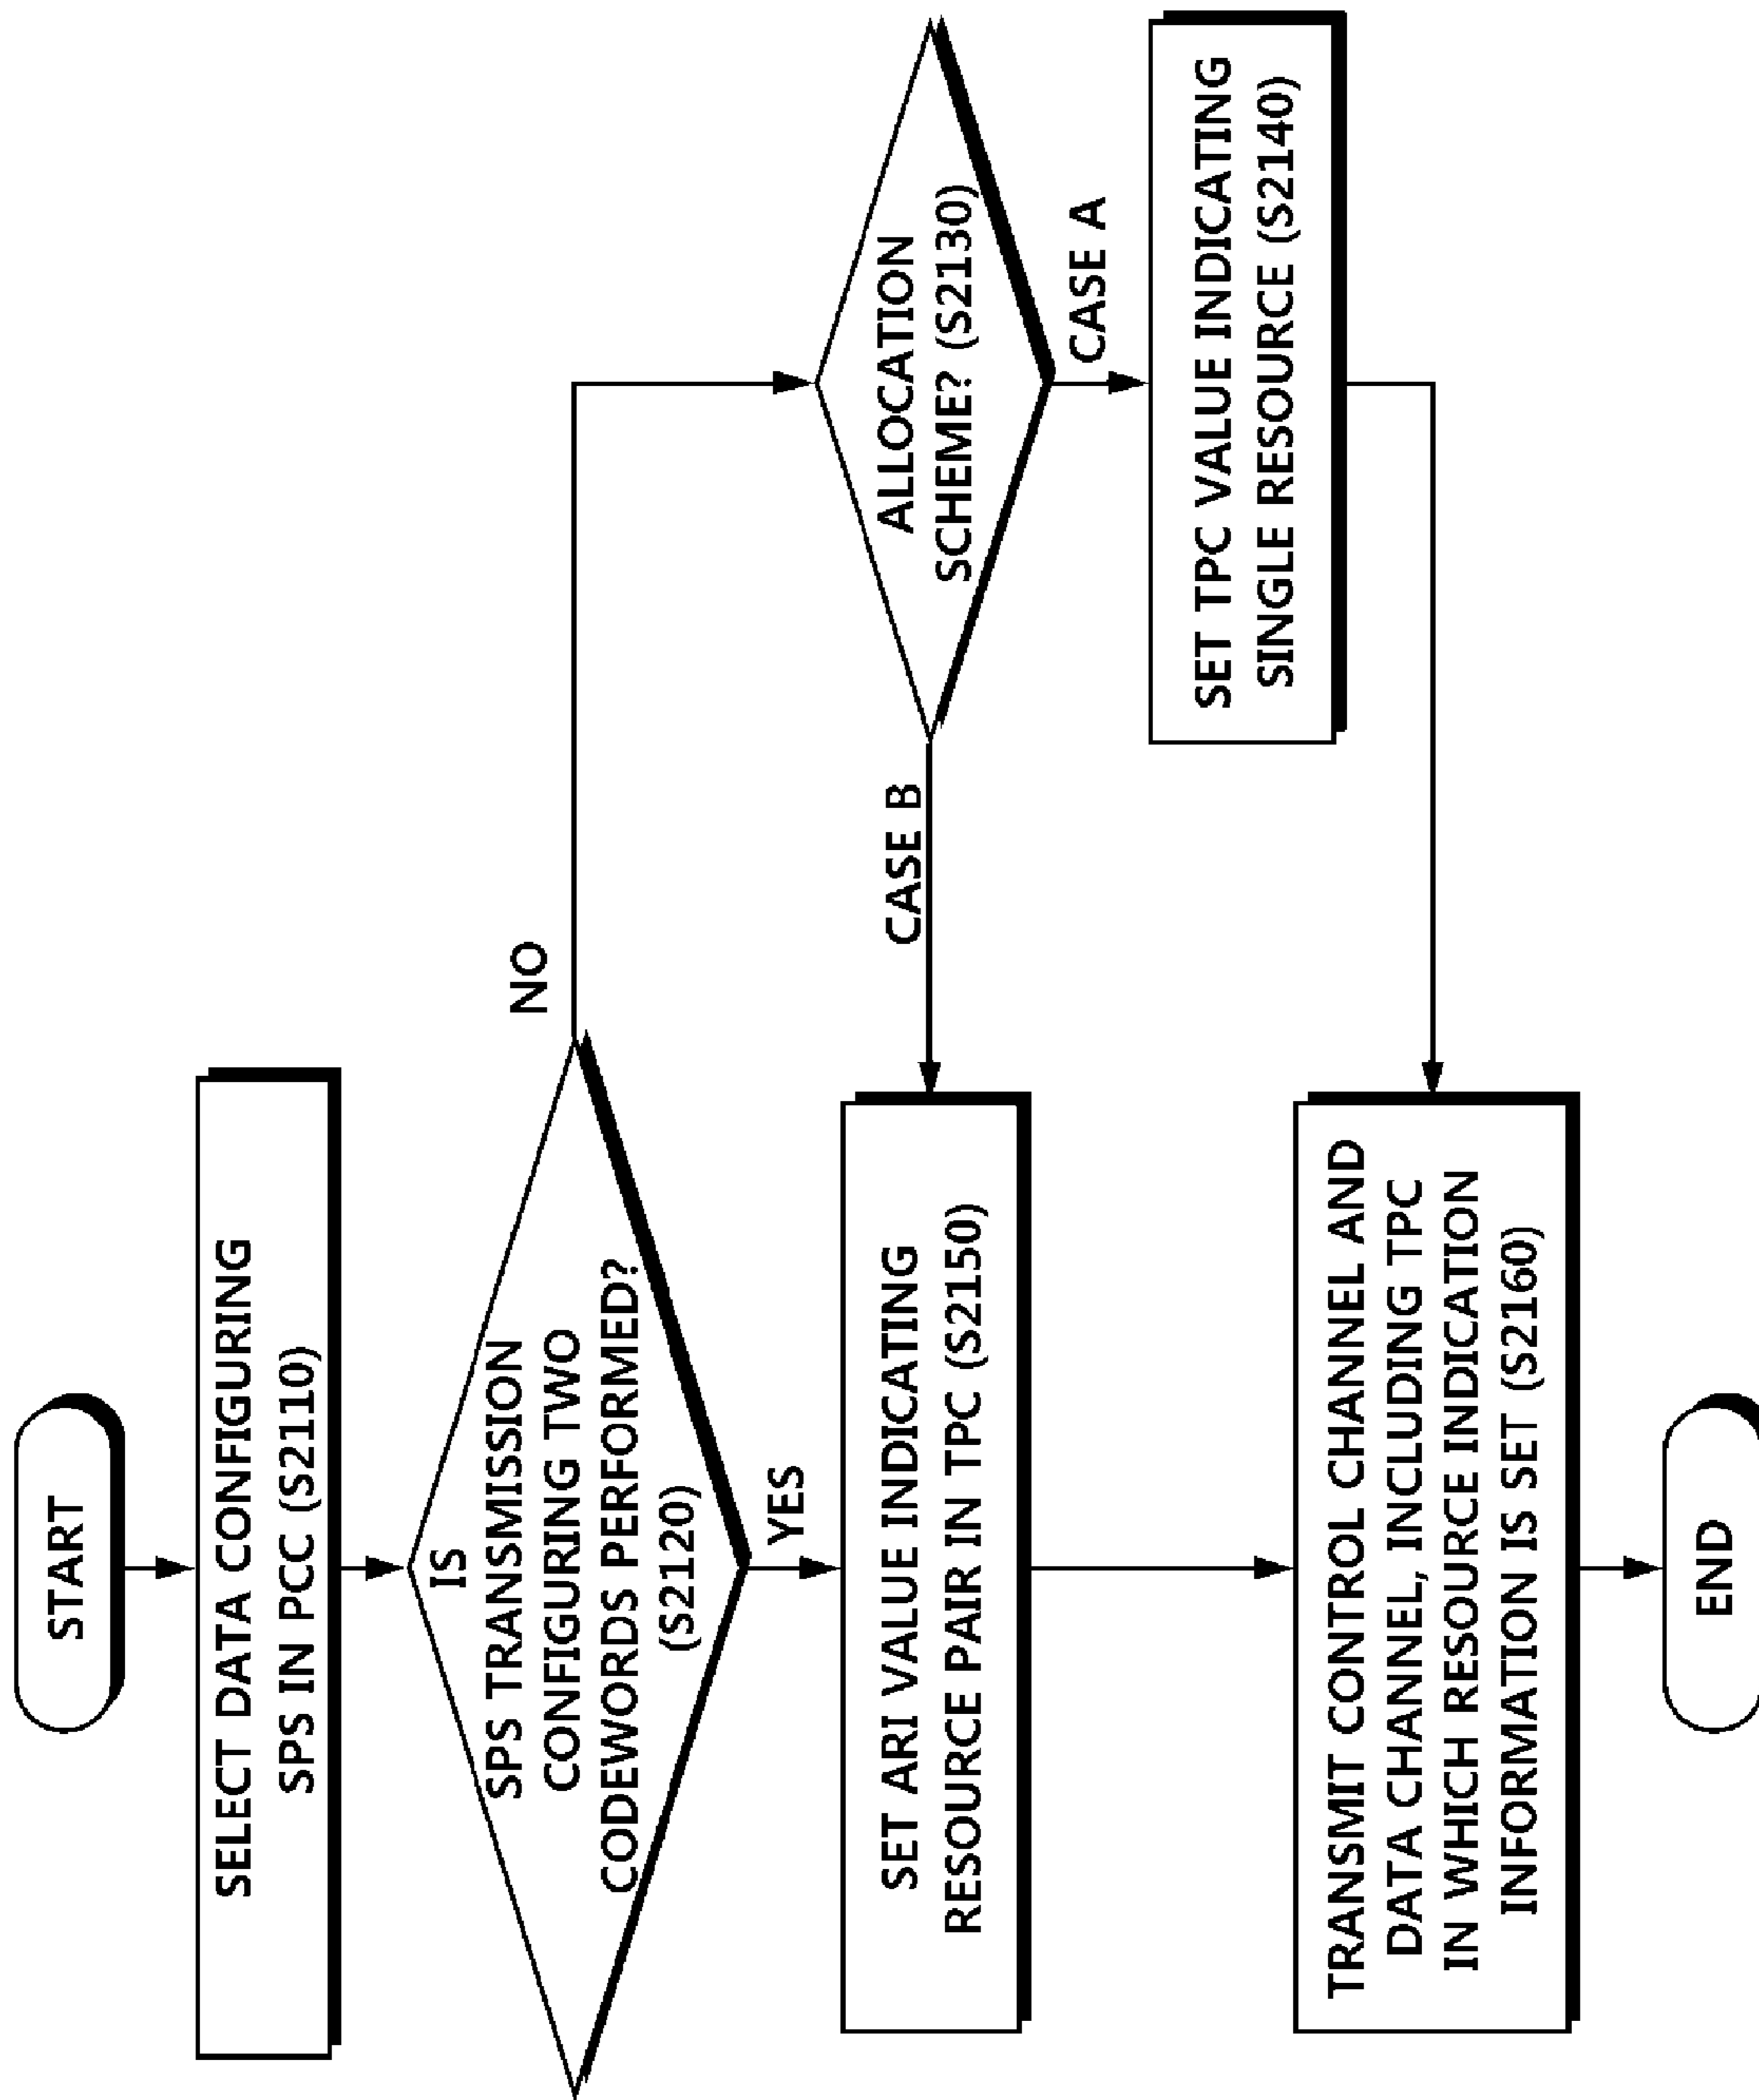 START
SELECT DATA CONFIGURING
SPS IN PCC (S2110)
IS
SPS TRANSMISSION
CONFIGURING TWO
CODEWORDS PERFORMED?
(S2120)
NO
YES
ALLOCATION
SCHEME? (S2130)
CASE B
CASE A
SET ARI VALUE INDICATING
RESOURCE PAIR IN TPC (S2150)
SET TPC VALUE INDICATING
SINGLE RESOURCE (S2140)
TRANSMIT CONTROL CHANNEL AND
DATA CHANNEL, INCLUDING TPC
IN WHICH RESOURCE INDICATION
INFORMATION IS SET (S2160)
END